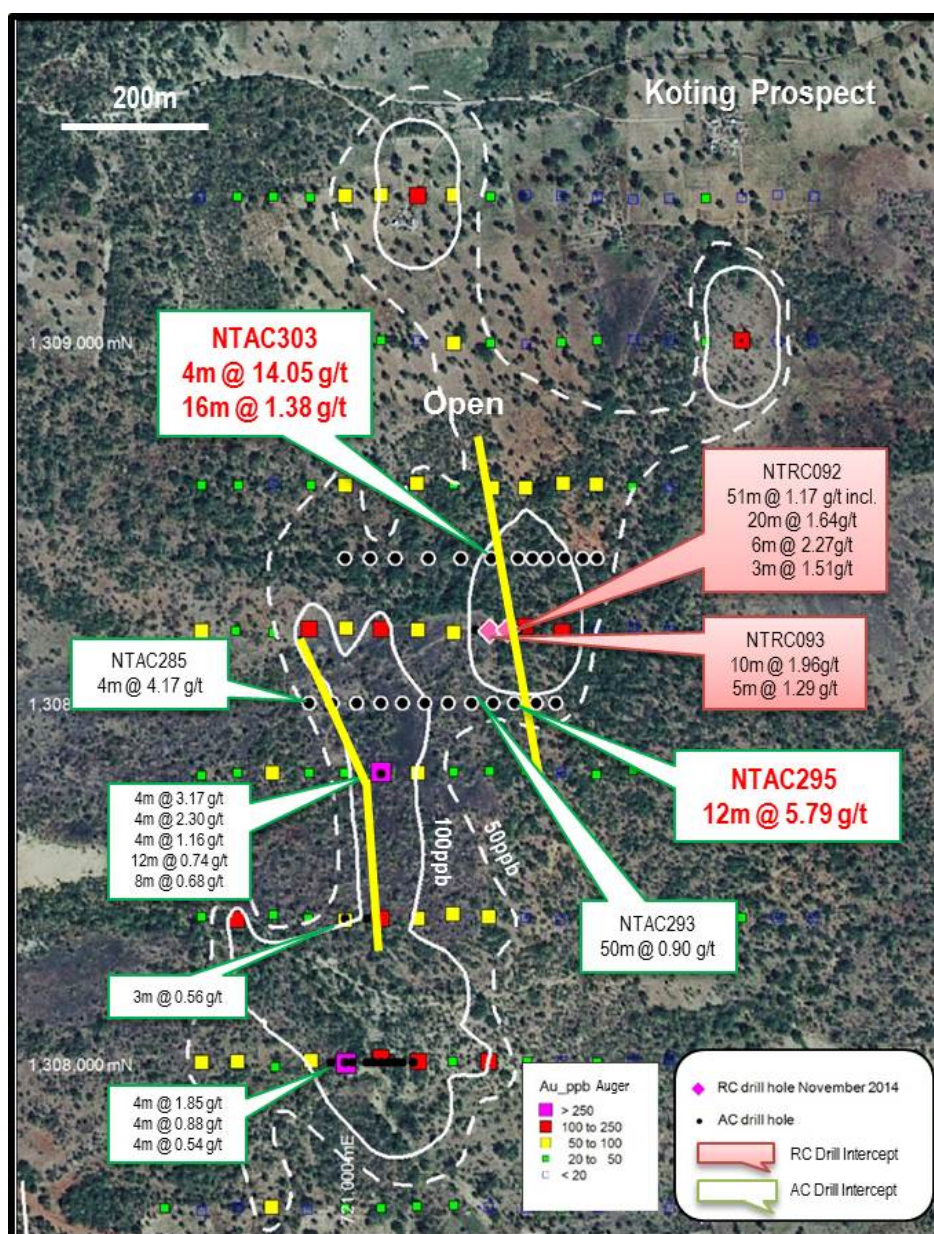 200m
Koting Prospect
NTAC303
4m @ 14.05 g/t
16m @ 1.38 g/t
1,309,000 mN
Open
NTRC092
51m @ 1.17 g/t incl.
20m @ 1.64g/t
6m @ 2.27g/t
3m @ 1.51g/t
NTRC093
10m @ 1.96g/t
5m @ 1.29 g/t
NTAC285
4m @ 4.17 g/t
1,308
NTAC295
12m @ 5.79 g/t
4m @ 3.17 g/t
4m @ 2.30 g/t
4m @ 1.16 g/t
12m @ 0.74 g/t
8m @ 0.68 g/t
100ppb
50ppb
NTAC293
50m @ 0.90 g/t
3m @ 0.56 g/t
1,308,000 mN
4m @ 1.85 g/t
4m @ 0.88 g/t
4m @ 0.54 g/t
721,000 mE
Au_ppb Auger
> 250
100 to 250
50 to 100
20 to 50
< 20
RC drill hole November 2014
AC drill hole
RC Drill Intercept
AC Drill Intercept